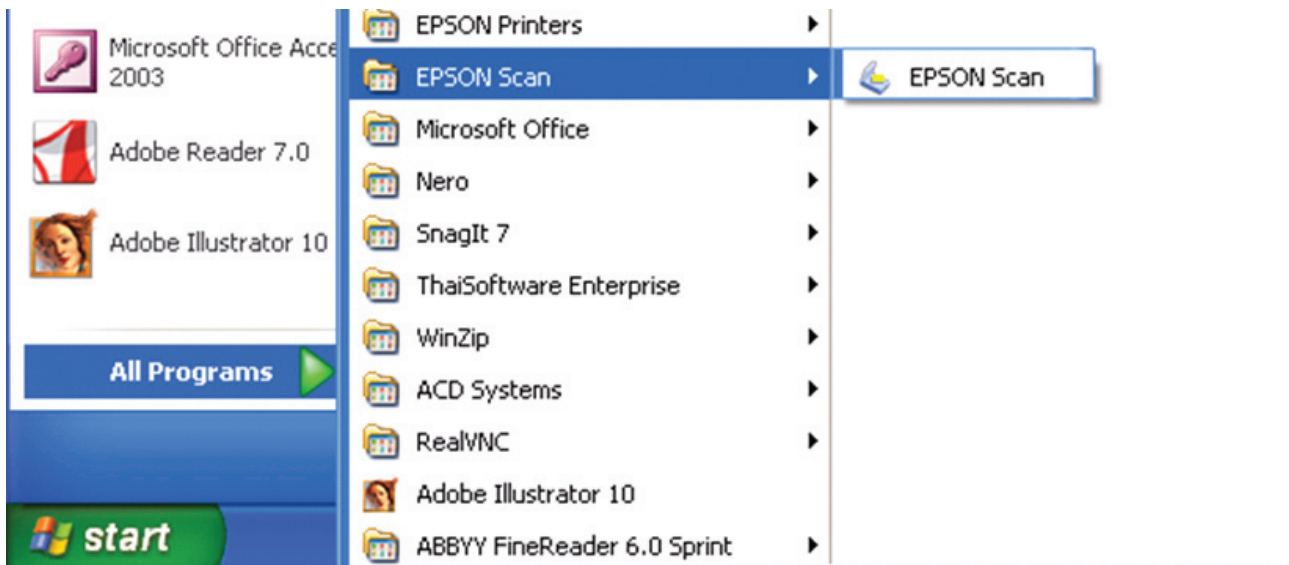 Microsoft Office Acce
2003
Adobe Reader 7.0
Adobe Illustrator 10
All Programs
start
EPSON Printers
EPSON Scan
Microsoft Office
Nero
SnagIt 7
ThaiSoftware Enterprise
WinZip
ACD Systems
RealVNC
Adobe Illustrator 10
ABBYY FineReader 6.0 Sprint
EPSON Scan